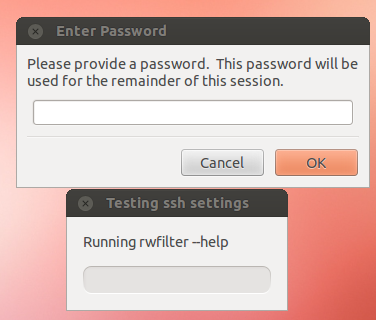 Enter Password
Please provide a password.  This password will be
used for the remainder of this session.
Cancel
OK
Testing ssh settings
Running rwfilter --help